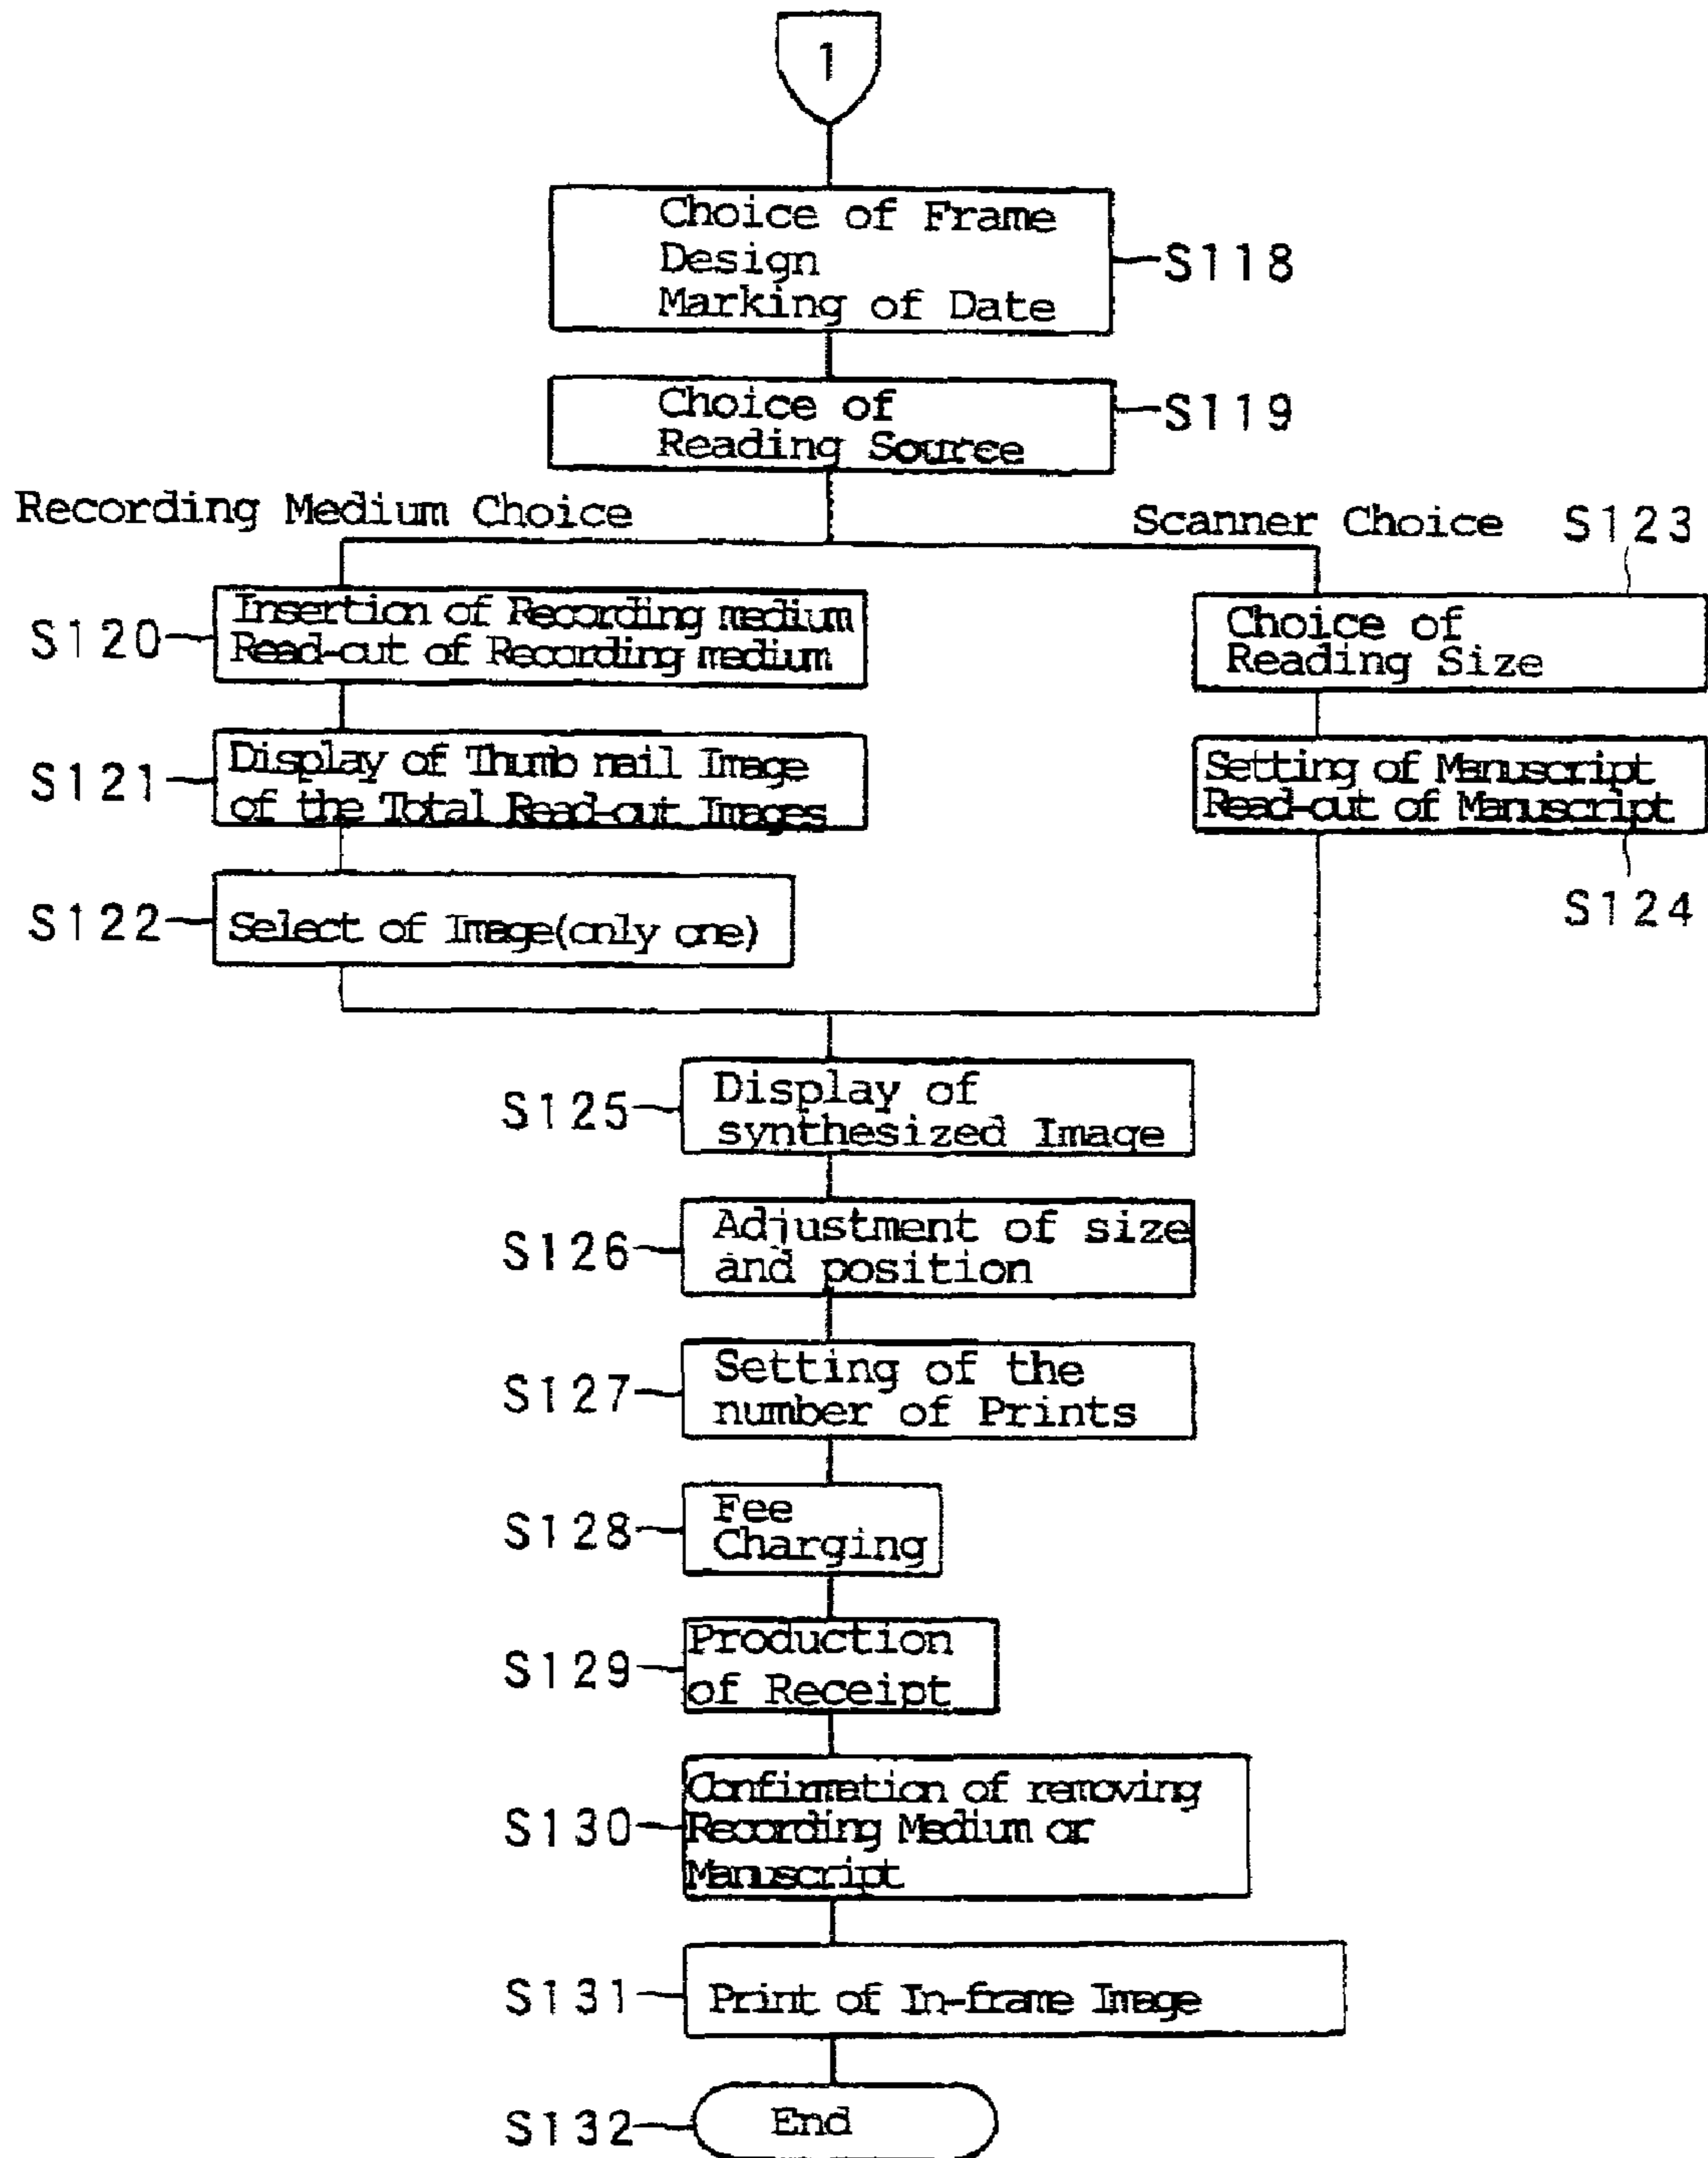 1
Choice of Frame
Design
Marking of Date
S118
Choice of
Reading Source
S119
Recording Medium Choice
Scanner Choice
S120
Insertion of Recording medium
Read-out of Recording medium
S123
Choice of
Reading Size
S121
Display of Thumb nail Image
of the Total Read-out Images
Setting of Manuscript
Read-out of Manuscript
S124
S122
Select of Image(only one)
S125
Display of
synthesized Image
S126
Adjustment of size
and position
S127
Setting of the
number of Prints
S128
Fee
Charging
S129
Production
of Receipt
S130
Confirmation of removing
Recording Medium or
Manuscript
S131
Print of In-frame Image
S132
End